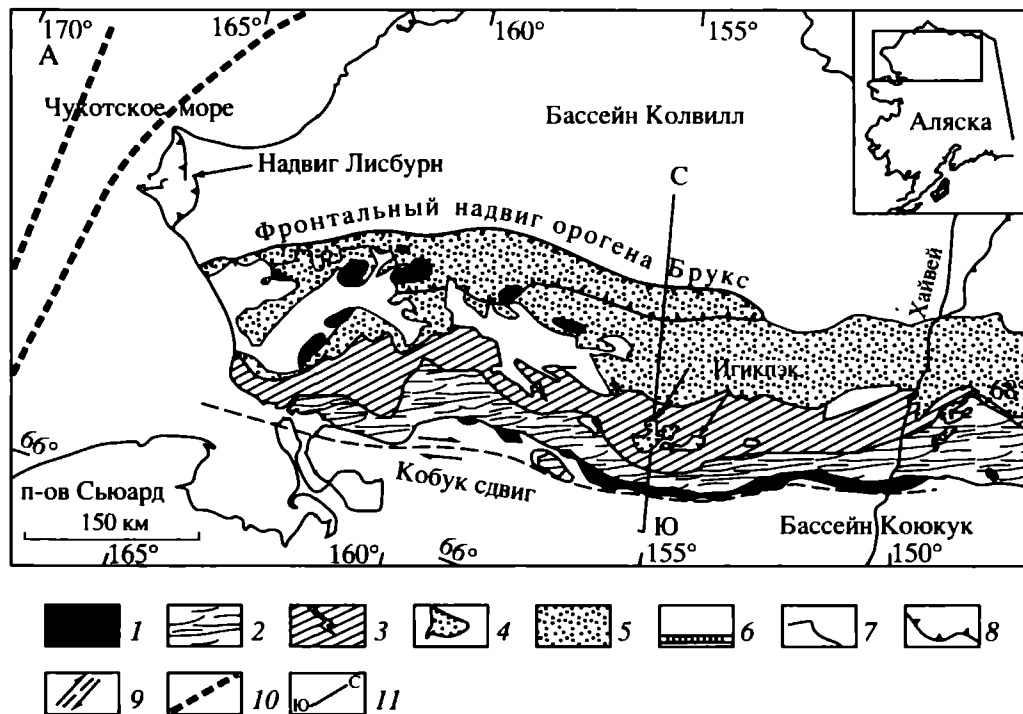 170°
165°
160°
155°
А
Чукотское море
Бассейн Колвилл
Аляска
Надвиг Лисбурн
С
Фронтальный надвиг орогена Брукс
Хайвей
Игикпэк
68°
66°
Кобук сдвиг
п-ов Сьюард
150 км
Ю
Бассейн Коюкук
165°
160°
66°
155°
150°
1
2
3
4
5
6
7
8
9
10
Ю С
11